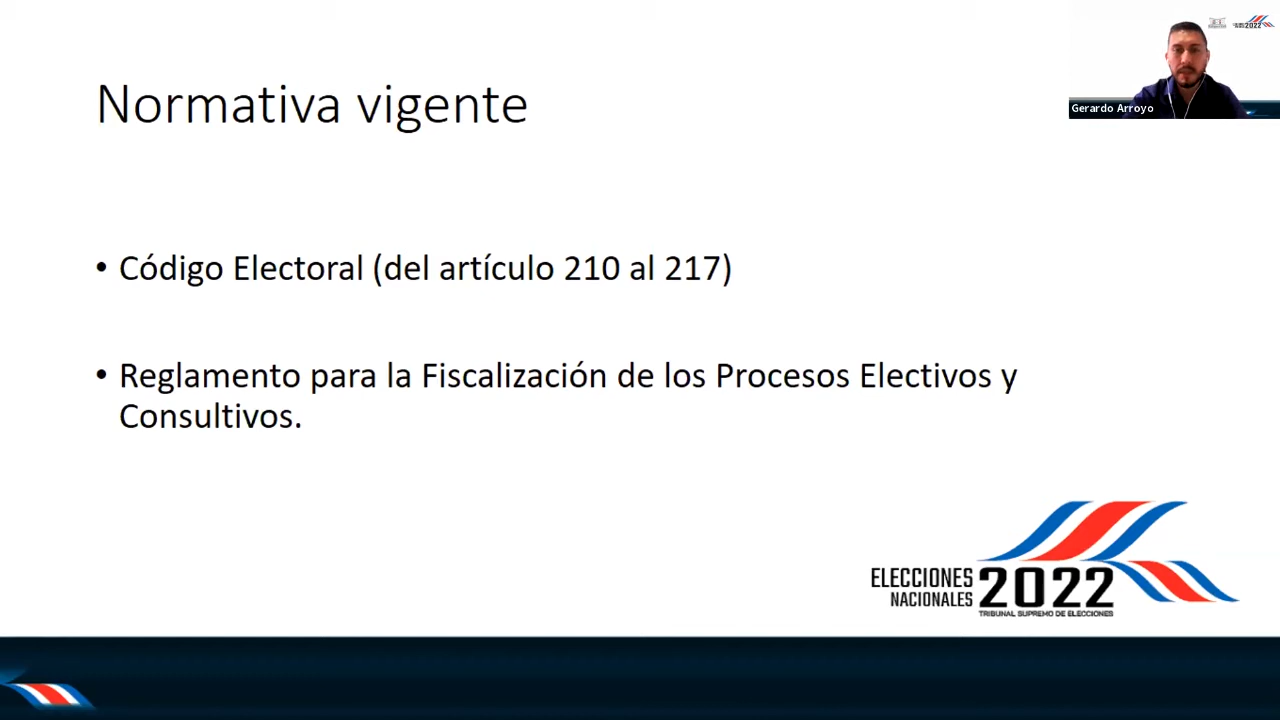 Normativa vigente
Gerardo Arroyo
• Código Electoral (del artículo 210 al 217)
• Reglamento para la Fiscalización de los Procesos Electivos y
Consultivos.
ELECCIONES
NACIONALES
2022
TRIBUNAL SUPREMO DE ELECCIONES